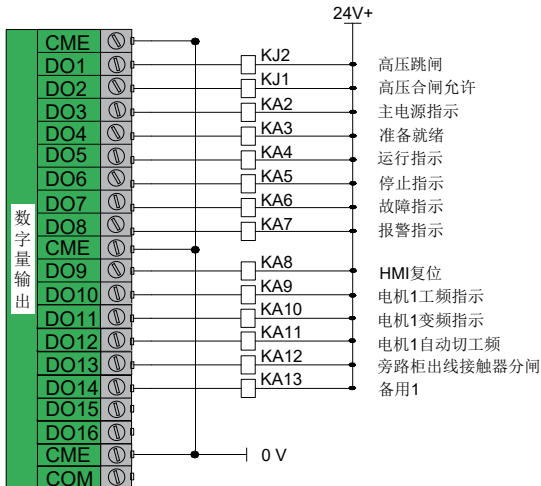 24V+
CME
DO1 KJ2 高压跳闸
DO2 KJ1 高压合闸允许
DO3 KA2 主电源指示
DO4 KA3 准备就绪
DO5 KA4 运行指示
DO6 KA5 停止指示
DO7 KA6 故障指示
DO8 KA7 报警指示
CME
DO9 KA8 HMI复位
DO10 KA9 电机1工频指示
DO11 KA10 电机1变频指示
DO12 KA11 电机1自动切工频
DO13 KA12 旁路柜出线接触器分闸
DO14 KA13 备用1
DO15
DO16
CME 0 V
COM
数字量输出